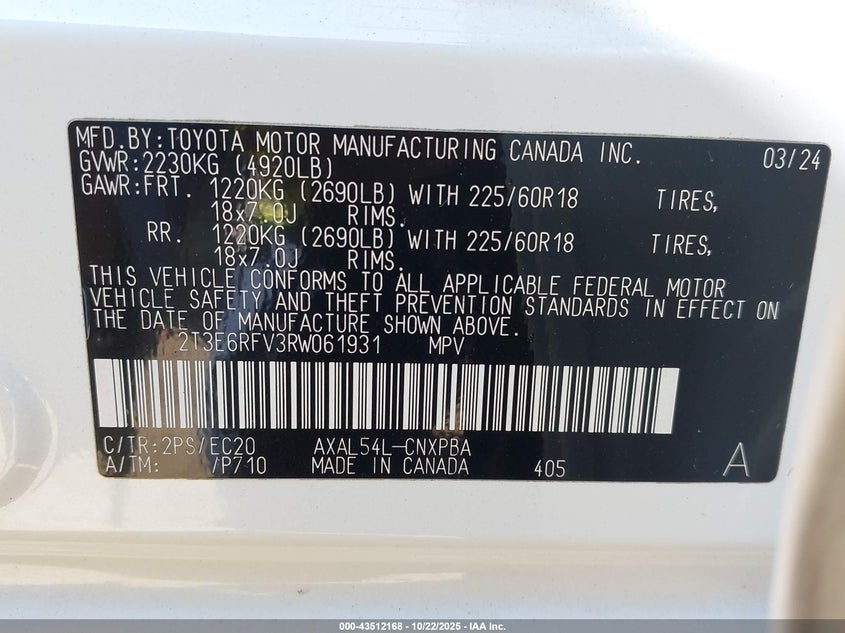 MFD.BY:TOYOTA MOTOR MANUFACTURING CANADA INC. 03/24
GVWR:2230KG (4920LB)
GAWR:FRT. 1220KG (2690LB) WITH 225/60R18 TIRES,
18x7.0J RIMS.
RR. 1220KG (2690LB) WITH 225/60R18 TIRES,
18x7.0J RIMS.
THIS VEHICLE CONFORMS TO ALL APPLICABLE FEDERAL MOTOR
VEHICLE SAFETY AND THEFT PREVENTION STANDARDS IN EFFECT ON
THE DATE OF MANUFACTURE SHOWN ABOVE.
2T3E6RFV3RW061931 MPV
C/TR:2PS/EC20 AXAL54L-CNXPBA
A/TM: /P710 MADE IN CANADA 405 A
000-43512168 - 10/22/2025 - IAA Inc.